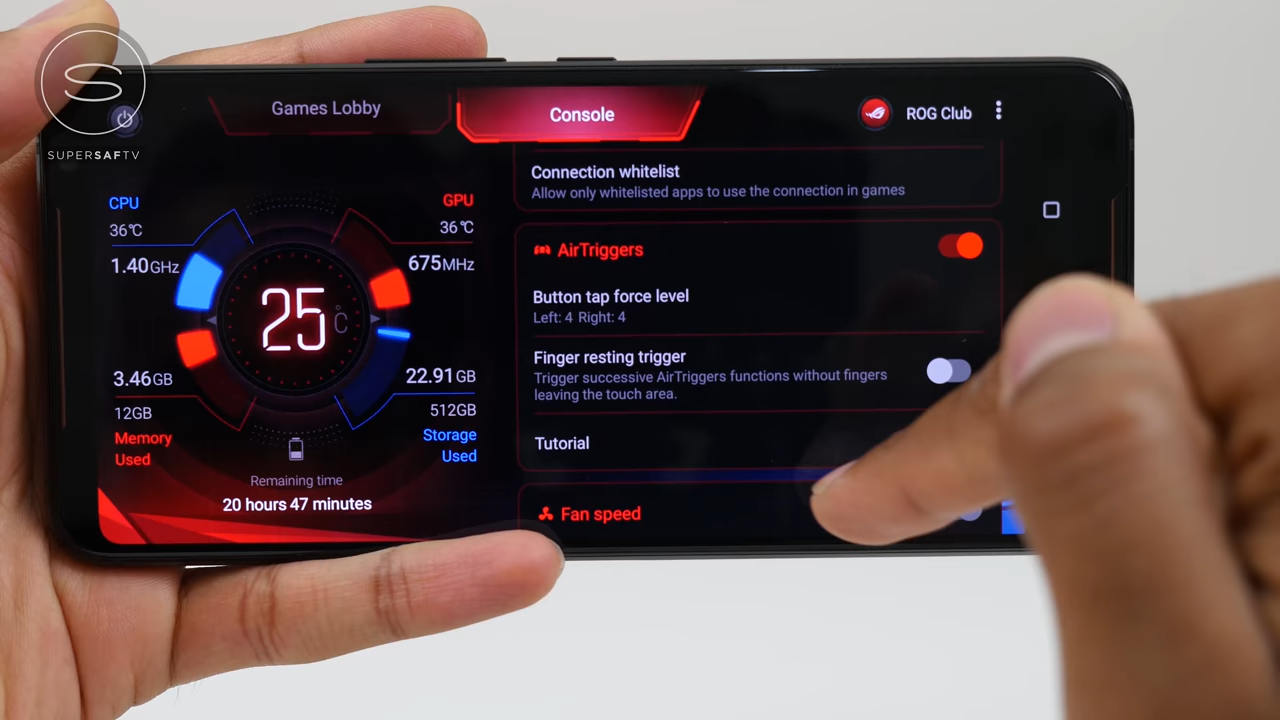 SUPERSAFTV
Games Lobby
Console
ROG Club
CPU
36°C
1.40GHz
GPU
36°C
675MHz
25°C
3.46GB
12GB
Memory
Used
22.91GB
512GB
Storage
Used
Remaining time
20 hours 47 minutes
Connection whitelist
Allow only whitelisted apps to use the connection in games
AirTriggers
Button tap force level
Left: 4 Right: 4
Finger resting trigger
Trigger successive AirTriggers functions without fingers
leaving the touch area.
Tutorial
Fan speed